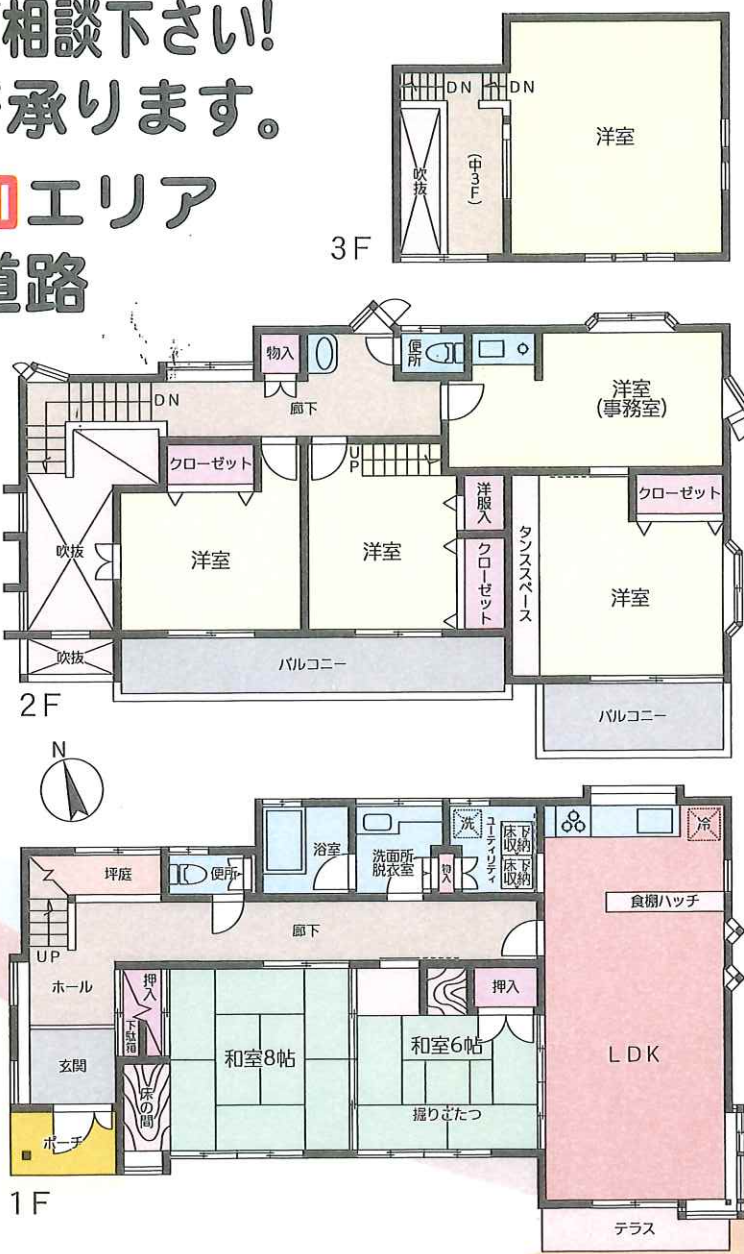 相談下さい!
承ります。
エリア
道路
DN
DN
洋室
吹抜
(中3F)
3F
物入
便所
洋室
(事務室)
DN
廊下
クローゼット
UP
洋服入
クローゼット
吹抜
洋室
洋室
クローゼット
タンススペース
洋室
吹抜
バルコニー
バルコニー
2F
N
坪庭
便所
浴室
洗面所
脱衣室
物入
洗
ユーティリティ
床下収納
床下収納
冷
食棚ハッチ
UP
廊下
ホール
押入
下駄箱
押入
玄関
和室8帖
和室6帖
掘りごたつ
LDK
床の間
ポーチ
1F
テラス